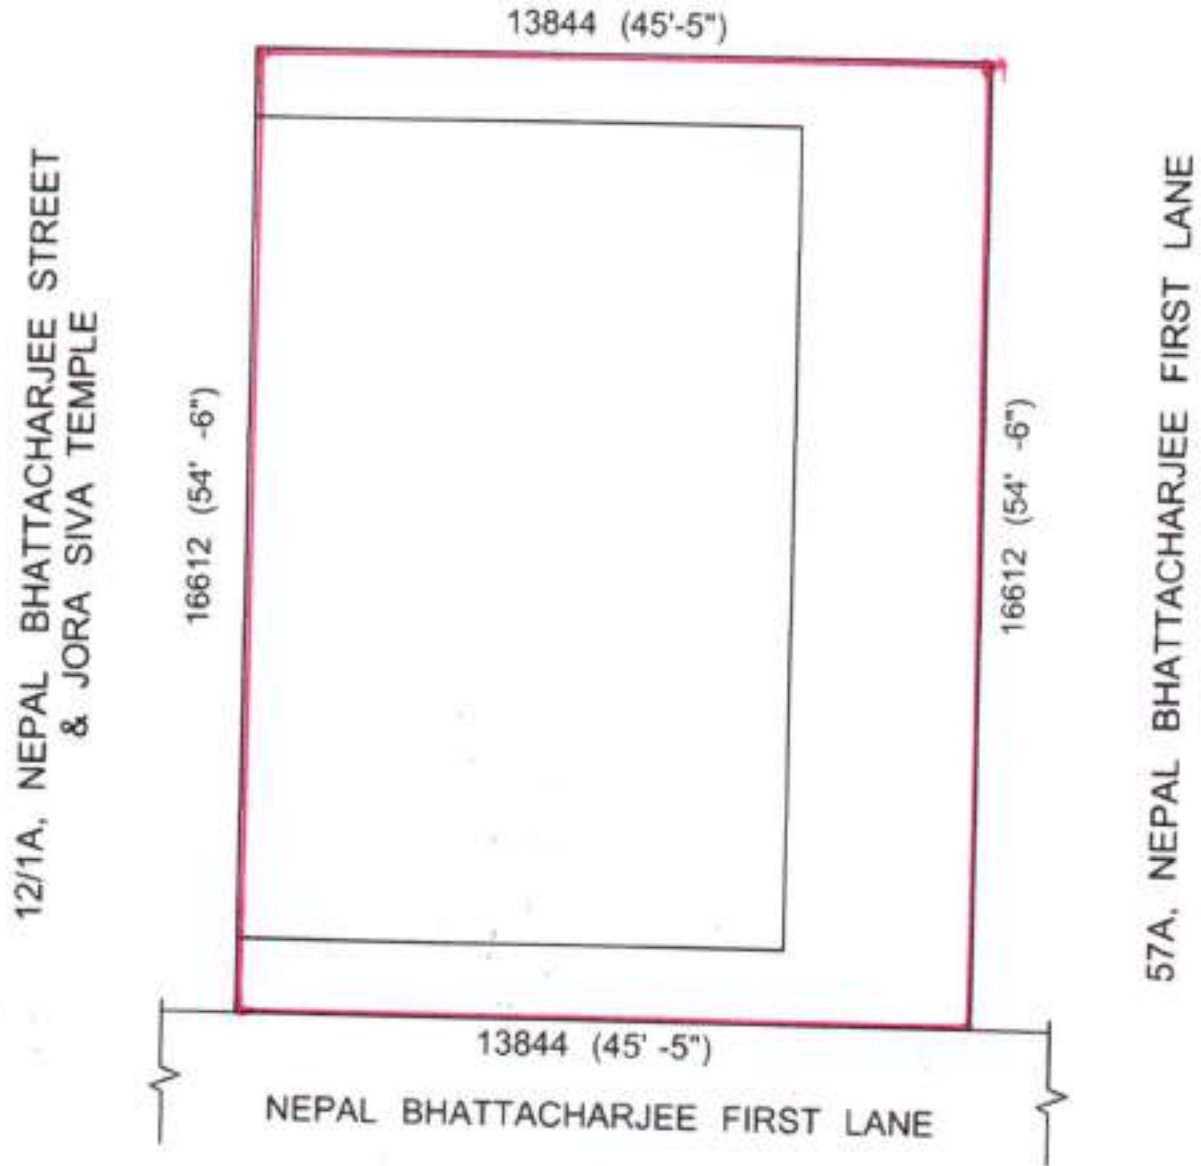 13844 (45'-5")
12/1A, NEPAL BHATTACHARJEE STREET
& JORA SIVA TEMPLE
16612 (54' -6")
16612 (54' -6")
57A, NEPAL BHATTACHARJEE FIRST LANE
13844 (45' -5")
NEPAL BHATTACHARJEE FIRST LANE